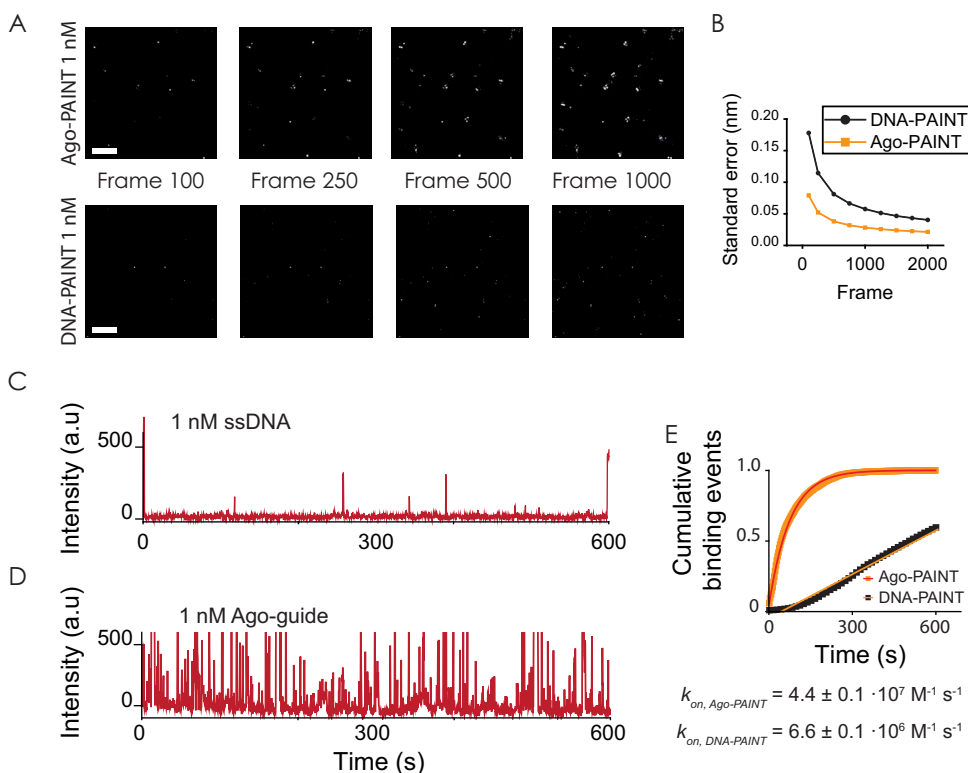 A
Ago-PAINT 1 nM
Frame 100
Frame 250
Frame 500
Frame 1000
DNA-PAINT 1 nM
B
Standard error (nm)
0.20
0.15
0.10
0.05
0.00
DNA-PAINT
Ago-PAINT
0
1000
2000
Frame
C
Intensity (a.u)
500
0
1 nM ssDNA
0
300
600
D
Intensity (a.u)
500
0
1 nM Ago-guide
0
300
600
Time (s)
E
Cumulative
binding events
1.0
0.5
0
Ago-PAINT
DNA-PAINT
0
300
600
Time (s)
k_on, Ago-PAINT = 4.4 ± 0.1 ·10⁷ M⁻¹ s⁻¹
k_on, DNA-PAINT = 6.6 ± 0.1 ·10⁶ M⁻¹ s⁻¹